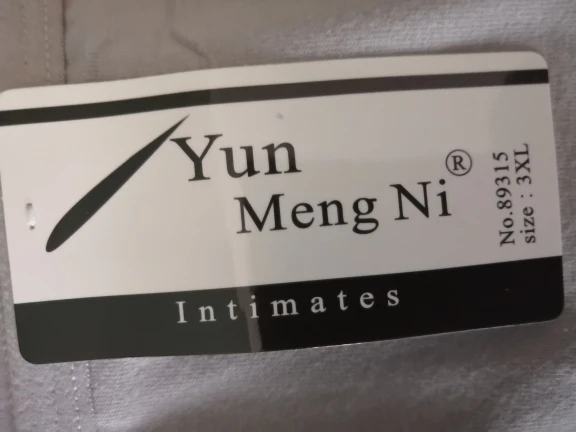 Yun
Meng Ni®
Intimates
No.89315
size : 3XL